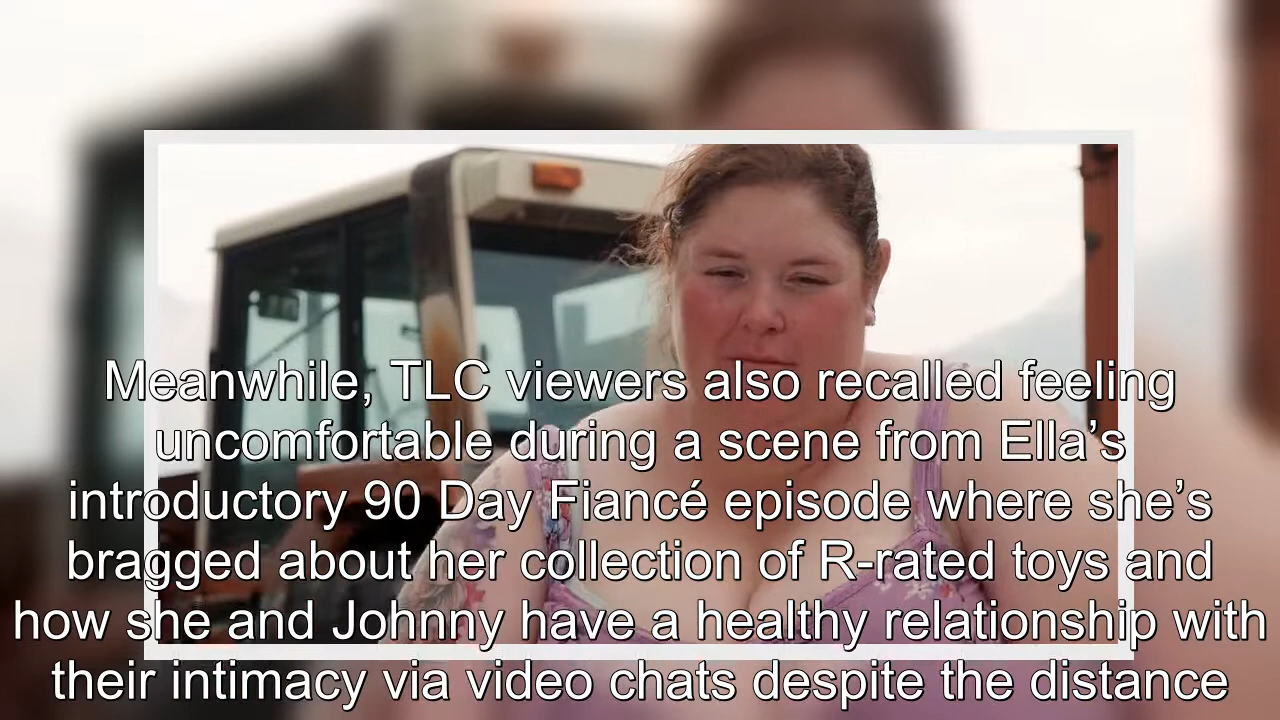 Meanwhile, TLC viewers also recalled feeling
uncomfortable during a scene from Ella’s
introductory 90 Day Fiancé episode where she’s
bragged about her collection of R-rated toys and
how she and Johnny have a healthy relationship with
their intimacy via video chats despite the distance